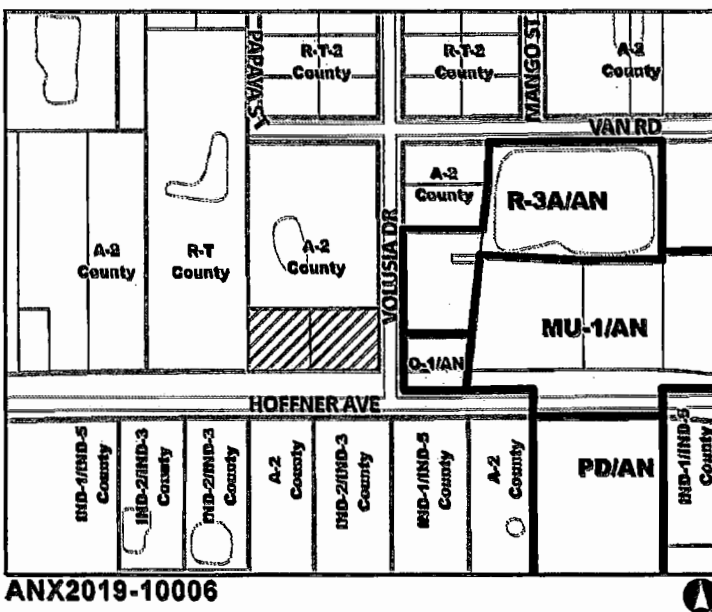 PAPAYA ST
R-T-2
County
R-T-2
County
MANGO ST
A-2
County
VAN RD
A-2
County
R-3A/AN
A-2
County
R-T
County
A-2
County
VOLUSIA DR
MU-1/AN
O-1/AN
HOFFNER AVE
IND-1/IND-5
County
IND-2/IND-3
County
IND-2/IND-3
County
A-2
County
IND-2/IND-3
County
IND-1/IND-5
County
A-2
County
PD/AN
IND-1/IND-5
County
ANX2019-10006